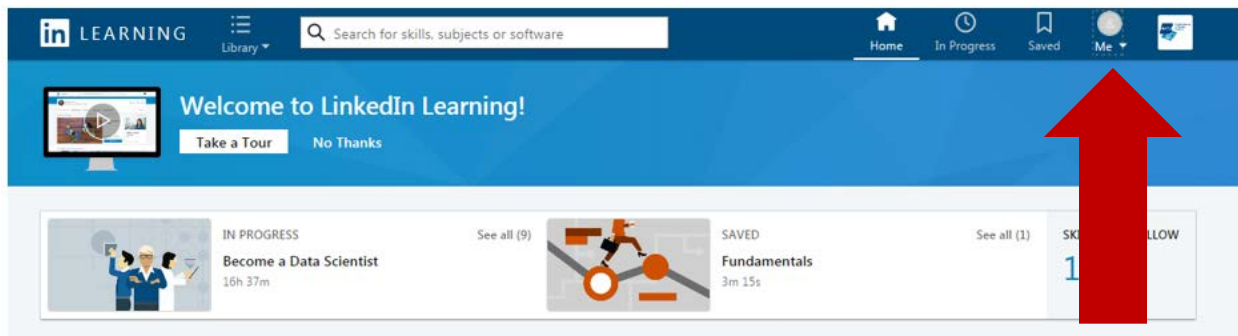 in LEARNING
Library
Search for skills, subjects or software
Home
In Progress
Saved
Me
Welcome to LinkedIn Learning!
Take a Tour
No Thanks
IN PROGRESS
See all (9)
Become a Data Scientist
16h 37m
SAVED
See all (1)
Fundamentals
3m 15s
1